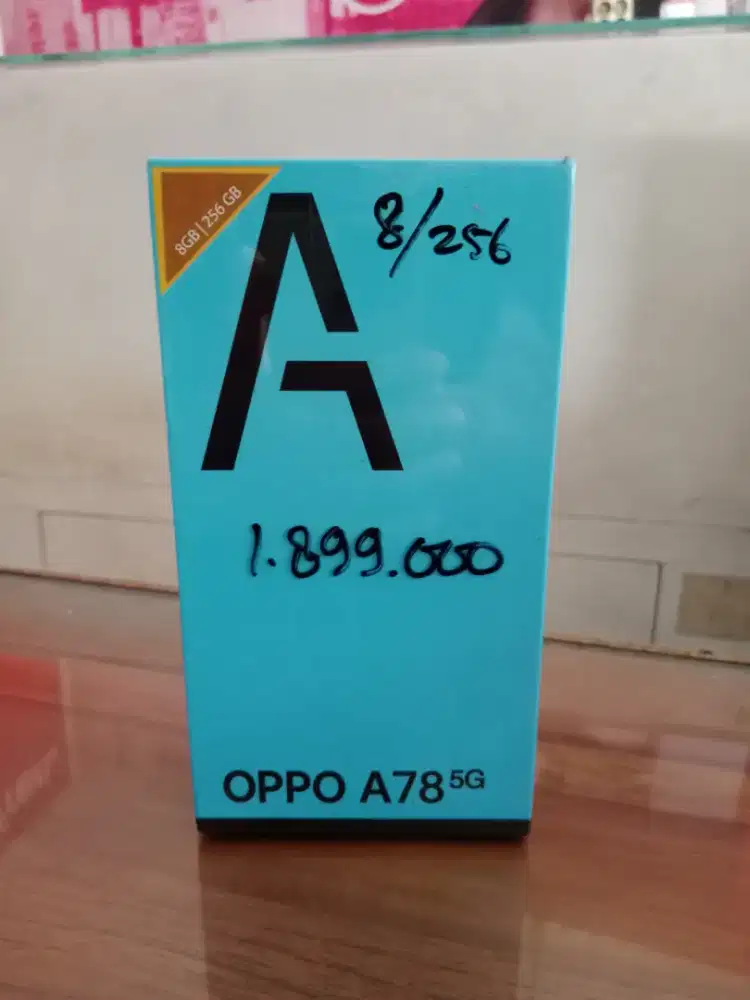 8GB | 256 GB
A
8/256
1.899.000
OPPO A78 5G